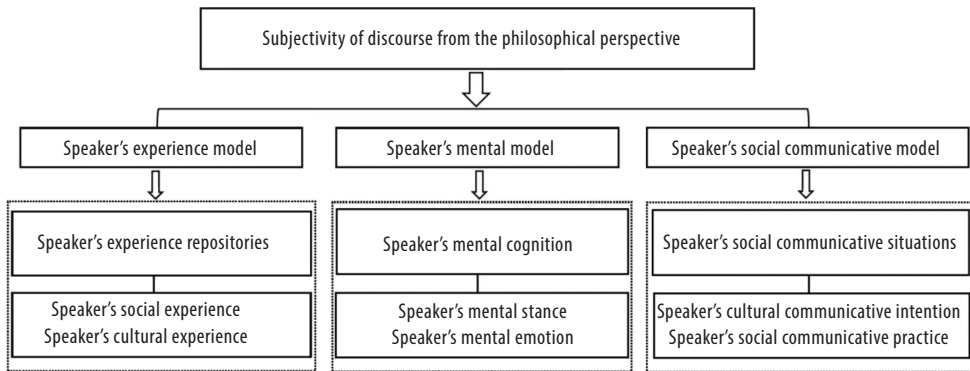 Subjectivity of discourse from the philosophical perspective
Speaker’s experience model
Speaker’s mental model
Speaker’s social communicative model
Speaker’s experience repositories
Speaker’s mental cognition
Speaker’s social communicative situations
Speaker’s social experience
Speaker’s cultural experience
Speaker’s mental stance
Speaker’s mental emotion
Speaker’s cultural communicative intention
Speaker’s social communicative practice